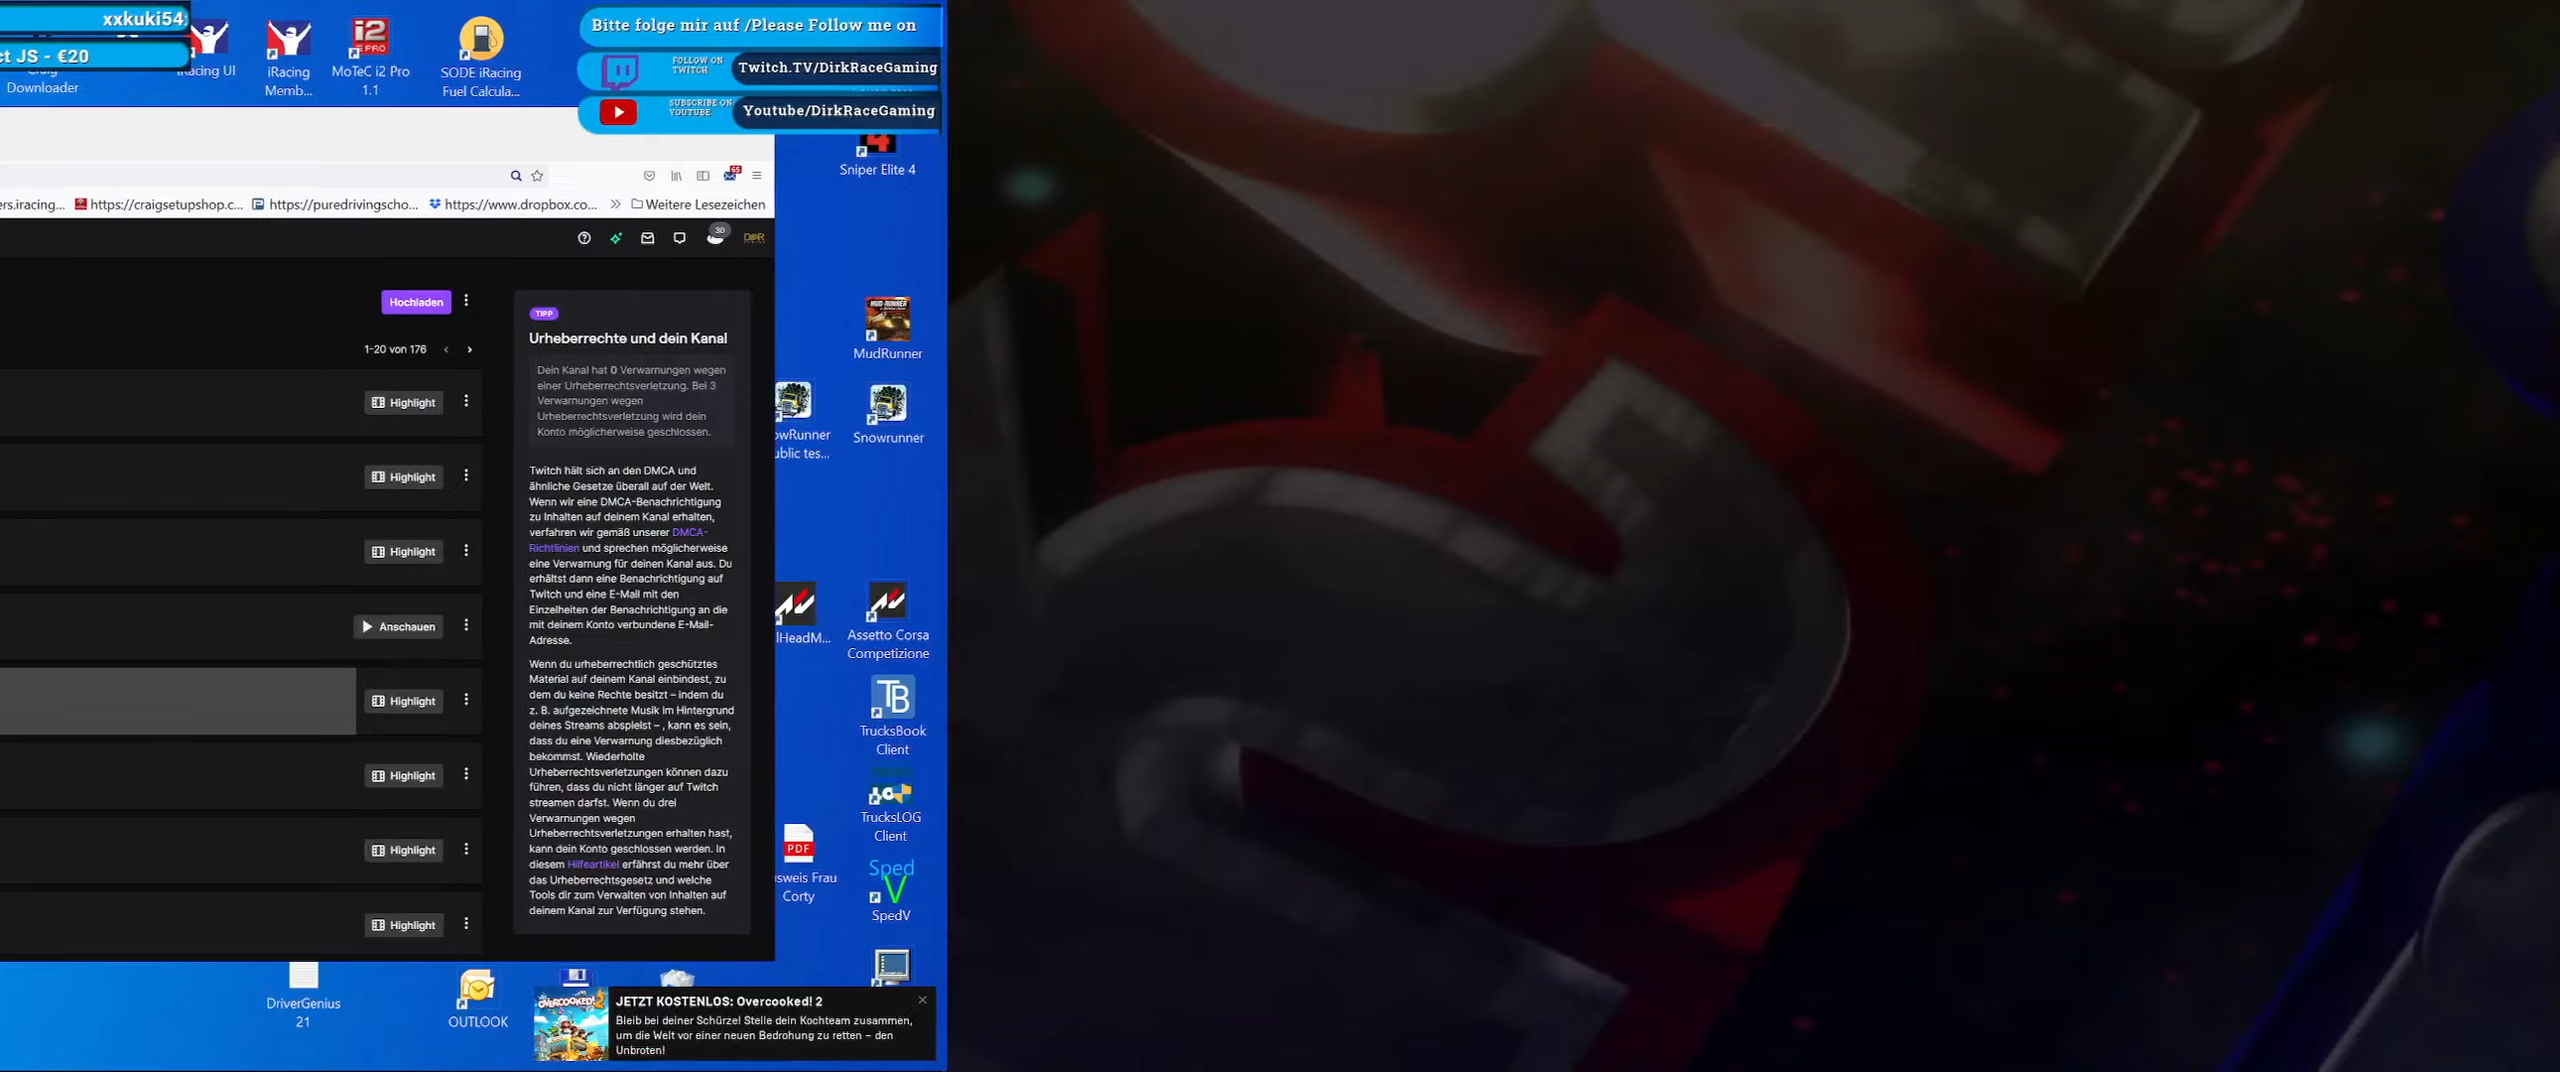 xxkuki54
ct JS - €20
Downloader
iRacing UI
iRacing
Memb...
MoTeC i2 Pro
1.1
SODE iRacing
Fuel Calcula...
Bitte folge mir auf /Please Follow me on
FOLLOW ON
TWITCH
Twitch.TV/DirkRaceGaming
SUBSCRIBE ON
YOUTUBE
Youtube/DirkRaceGaming
Sniper Elite 4
55
ers.iracing...
https://craigsetupshop.c...
https://puredrivingscho...
https://www.dropbox.co...
Weitere Lesezeichen
30
Hochladen
1-20 von 176
Highlight
Highlight
Highlight
Anschauen
Highlight
Highlight
Highlight
Highlight
TIPP
Urheberrechte und dein Kanal
Dein Kanal hat 0 Verwarnungen wegen
einer Urheberrechtsverletzung. Bei 3
Verwarnungen wegen
Urheberrechtsverletzung wird dein
Konto möglicherweise geschlossen.
Twitch hält sich an den DMCA und
ähnliche Gesetze überall auf der Welt.
Wenn wir eine DMCA-Benachrichtigung
zu Inhalten auf deinem Kanal erhalten,
verfahren wir gemäß unserer DMCA-
Richtlinien und sprechen möglicherweise
eine Verwarnung für deinen Kanal aus. Du
erhältst dann eine Benachrichtigung auf
Twitch und eine E-Mail mit den
Einzelheiten der Benachrichtigung an die
mit deinem Konto verbundene E-Mail-
Adresse.
Wenn du urheberrechtlich geschütztes
Material auf deinem Kanal einbindest, zu
dem du keine Rechte besitzt – indem du
z. B. aufgezeichnete Musik im Hintergrund
deines Streams abspielst – , kann es sein,
dass du eine Verwarnung diesbezüglich
bekommst. Wiederholte
Urheberrechtsverletzungen können dazu
führen, dass du nicht länger auf Twitch
streamen darfst. Wenn du drei
Verwarnungen wegen
Urheberrechtsverletzungen erhalten hast,
kann dein Konto geschlossen werden. In
diesem Hilfeartikel erfährst du mehr über
das Urheberrechtsgesetz und welche
Tools dir zum Verwalten von Inhalten auf
deinem Kanal zur Verfügung stehen.
MudRunner
owRunner
ublic tes...
Snowrunner
lHeadM...
Assetto Corsa
Competizione
TB
TrucksBook
Client
TrucksLOG
Client
PDF
sweis Frau
Corty
Sped
V
SpedV
DriverGenius
21
OUTLOOK
OVERCOOKED! 2
JETZT KOSTENLOS: Overcooked! 2
Bleib bei deiner Schürze! Stelle dein Kochteam zusammen,
um die Welt vor einer neuen Bedrohung zu retten – den
Unbroten!